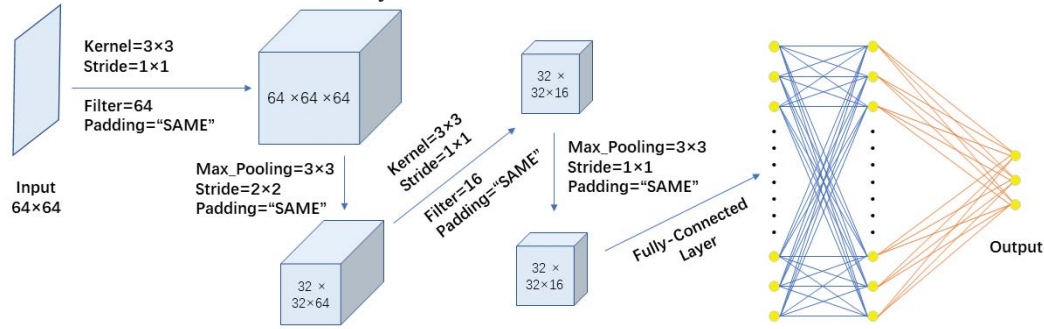 Input
64×64
Kernel=3×3
Stride=1×1
Filter=64
Padding=“SAME”
64 ×64 ×64
Max_Pooling=3×3
Stride=2×2
Padding=“SAME”
32 ×
32×64
Kernel=3×3
Stride=1×1
Filter=16
Padding=“SAME”
32 ×
32×16
Max_Pooling=3×3
Stride=1×1
Padding=“SAME”
32 ×
32×16
Fully-Connected
Layer
Output